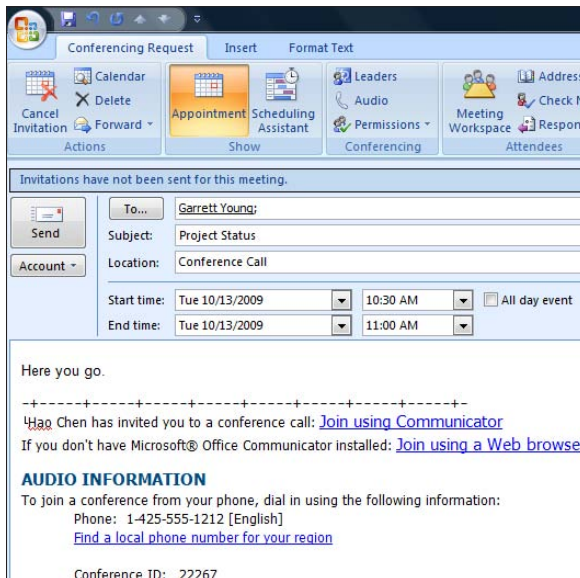 Conferencing Request Insert Format Text
Calendar
Delete
Forward
Cancel Invitation
Actions
Appointment
Scheduling Assistant
Show
Leaders
Audio
Permissions
Conferencing
Meeting Workspace
Address
Check N
Respon
Attendees
Invitations have not been sent for this meeting.
Send
Account
To... Garrett Young;
Subject: Project Status
Location: Conference Call
Start time: Tue 10/13/2009 10:30 AM All day event
End time: Tue 10/13/2009 11:00 AM
Here you go.
-+-----+-----+-----+-----+-----+-----+-----+-----+-
Hao Chen has invited you to a conference call: Join using Communicator
If you don't have Microsoft® Office Communicator installed: Join using a Web browse
AUDIO INFORMATION
To join a conference from your phone, dial in using the following information:
Phone: 1-425-555-1212 [English]
Find a local phone number for your region
Conference ID: 22267